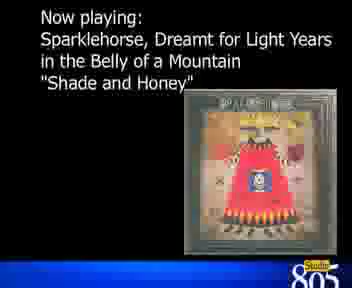 Now playing:
Sparklehorse, Dreamt for Light Years
in the Belly of a Mountain
"Shade and Honey"
Studio
805